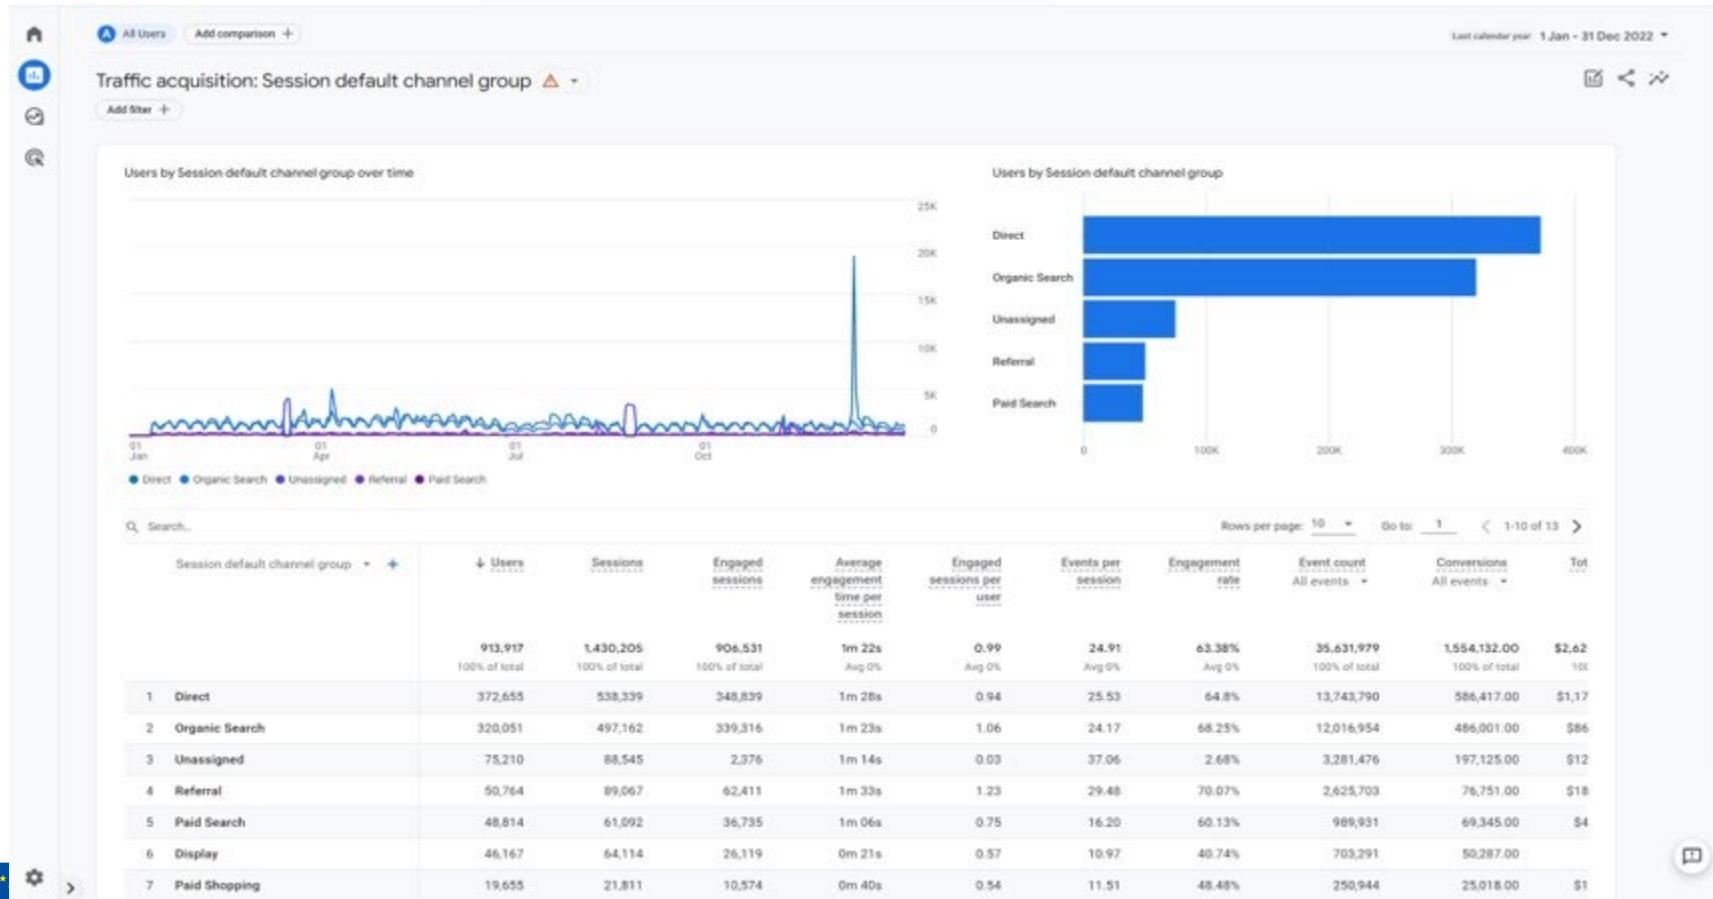 All Users
Add comparison +
Last calendar year 1 Jan - 31 Dec 2022
Traffic acquisition: Session default channel group
Add filter +
Users by Session default channel group over time
25K
20K
15K
10K
5K
0
01 Jan
01 Apr
01 Jul
01 Oct
Direct Organic Search Unassigned Referral Paid Search
Users by Session default channel group
Direct
Organic Search
Unassigned
Referral
Paid Search
0 100K 200K 300K 400K
Search...
Rows per page: 10 Go to: 1 1-10 of 13
Session default channel group + Users Sessions Engaged sessions Average engagement time per session Engaged sessions per user Events per session Engagement rate Event count All events Conversions All events Tot
913,917 1,430,205 906,531 1m 22s 0.99 24.91 63.38% 35,631,979 1,554,132.00 $2,62
100% of total 100% of total 100% of total Avg 0% Avg 0% Avg 0% Avg 0% 100% of total 100% of total
1 Direct 372,655 538,339 348,839 1m 28s 0.94 25.53 64.8% 13,743,790 586,417.00 $1,17
2 Organic Search 320,051 497,162 339,316 1m 23s 1.06 24.17 68.25% 12,016,954 486,001.00 $86
3 Unassigned 75,210 88,545 2,376 1m 14s 0.03 37.06 2.68% 3,281,476 197,125.00 $12
4 Referral 50,764 89,067 62,411 1m 33s 1.23 29.48 70.07% 2,625,703 76,751.00 $18
5 Paid Search 48,814 61,092 36,735 1m 06s 0.75 16.20 60.13% 989,931 69,345.00 $4
6 Display 46,167 64,114 26,119 0m 21s 0.57 10.97 40.74% 703,291 50,287.00
7 Paid Shopping 19,655 21,811 10,574 0m 40s 0.54 11.51 48.48% 250,944 25,018.00 $1